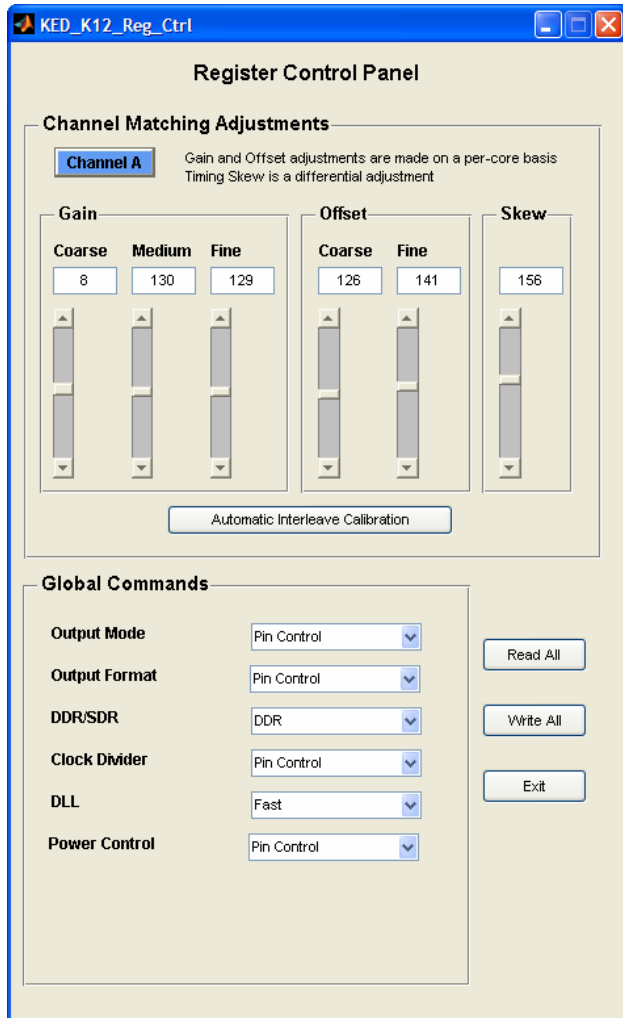 KED_K12_Reg_Ctrl
Register Control Panel
Channel Matching Adjustments
Channel A
Gain and Offset adjustments are made on a per-core basis
Timing Skew is a differential adjustment
Gain
Offset
Skew
Coarse Medium Fine
Coarse Fine
8 130 129
126 141
156
Automatic Interleave Calibration
Global Commands
Output Mode Pin Control
Output Format Pin Control
DDR/SDR DDR
Clock Divider Pin Control
DLL Fast
Power Control Pin Control
Read All
Write All
Exit